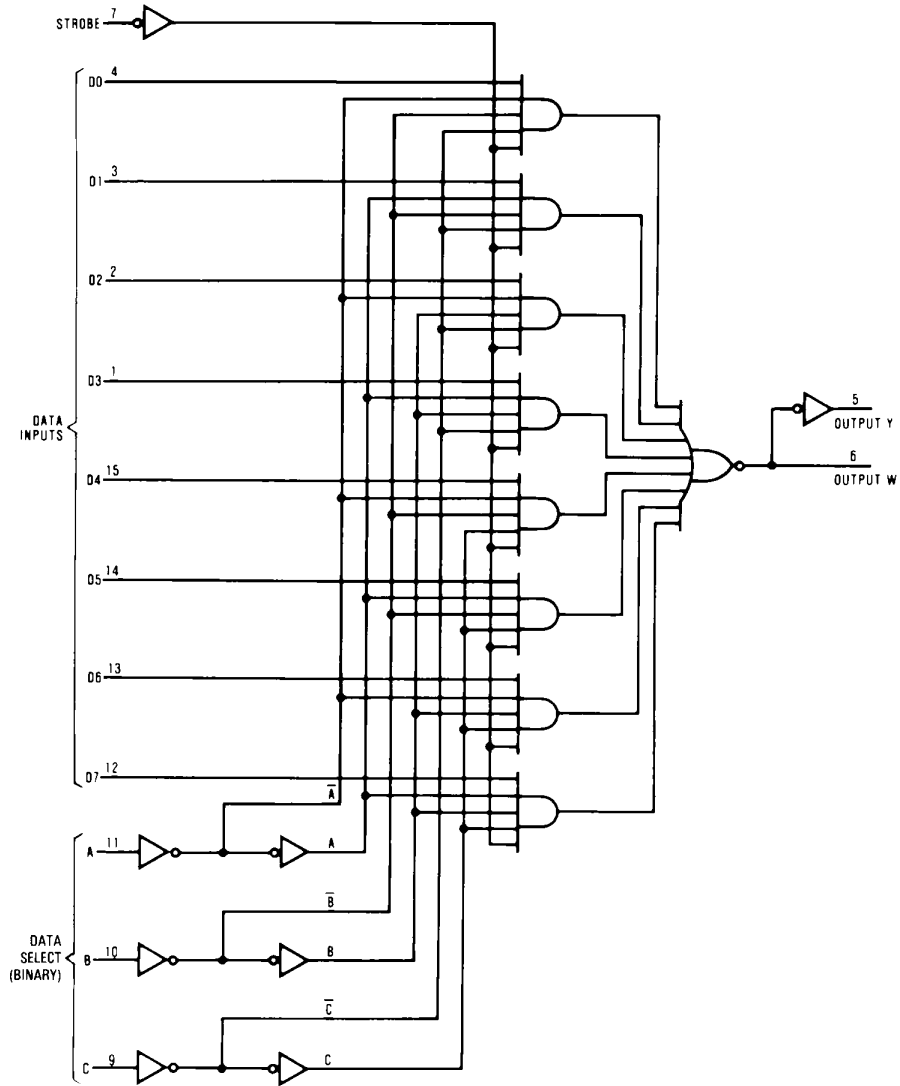 STROBE 7
D0 4
D1 3
D2 2
D3 1
DATA
INPUTS
D4 15
D5 14
D6 13
D7 12
5
OUTPUT Y
6
OUTPUT W
A̅
A 11
A
B̅
DATA
SELECT
(BINARY)
B 10
B
C̅
C 9
C